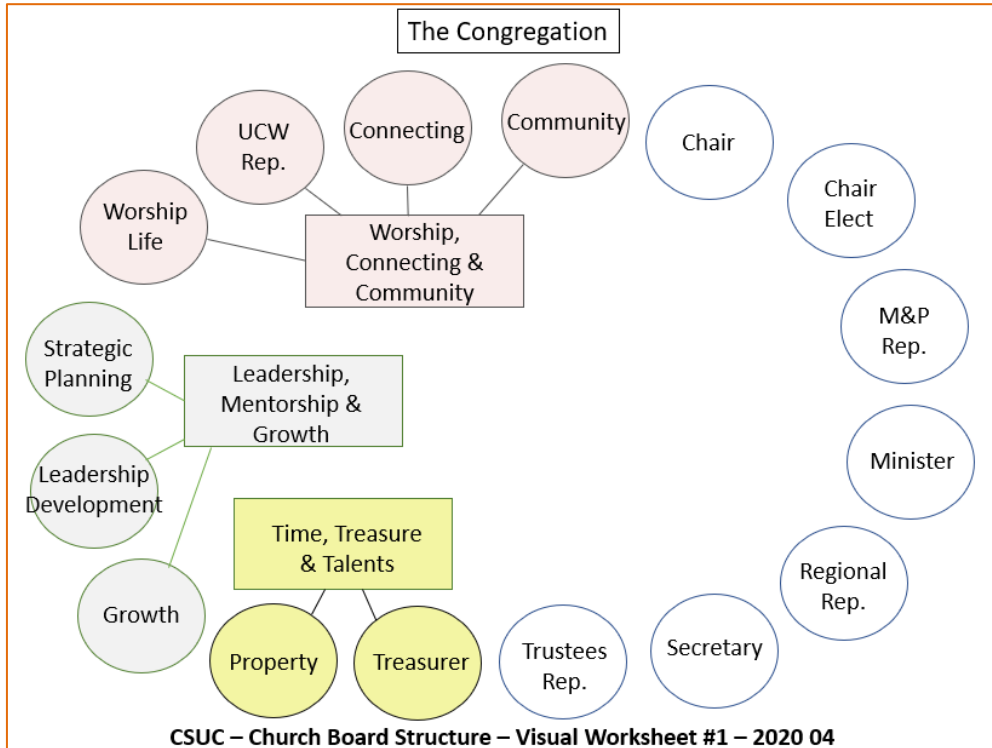 The Congregation
UCW
Rep.
Connecting
Community
Chair
Chair
Elect
Worship
Life
Worship,
Connecting &
Community
M&P
Rep.
Strategic
Planning
Leadership,
Mentorship &
Growth
Minister
Leadership
Development
Time, Treasure
& Talents
Regional
Rep.
Growth
Property
Treasurer
Trustees
Rep.
Secretary
CSUC – Church Board Structure – Visual Worksheet #1 – 2020 04